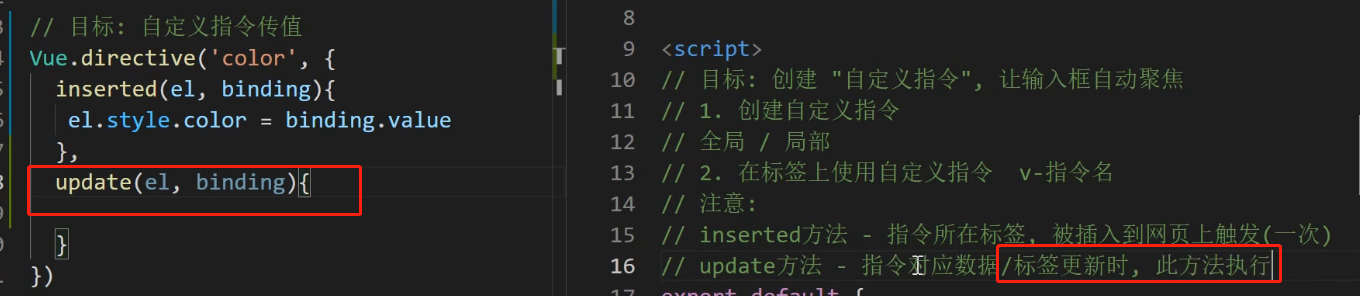 // 目标: 自定义指令传值
Vue.directive('color', {
inserted(el, binding){
el.style.color = binding.value
},
update(el, binding){
}
})
8
9 <script>
10 // 目标: 创建 "自定义指令", 让输入框自动聚焦
11 // 1. 创建自定义指令
12 // 全局 / 局部
13 // 2. 在标签上使用自定义指令 v-指令名
14 // 注意:
15 // inserted方法 - 指令所在标签, 被插入到网页上触发(一次)
16 // update方法 - 指令对应数据/标签更新时, 此方法执行
17 export default {